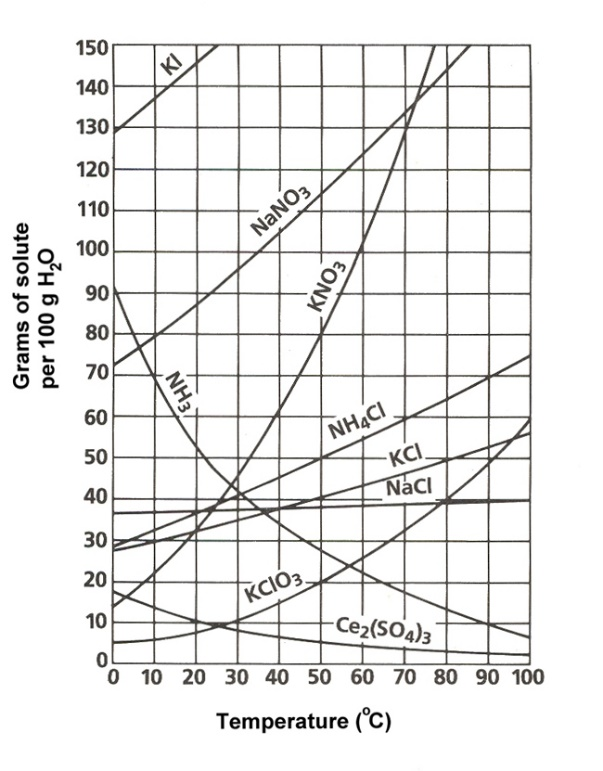 Grams of solute
per 100 g H₂O
150
140
130
120
110
100
90
80
70
60
50
40
30
20
10
0
KI
NaNO₃
KNO₃
NH₃
NH₄Cl
KCl
NaCl
KClO₃
Ce₂(SO₄)₃
0 10 20 30 40 50 60 70 80 90 100
Temperature (°C)